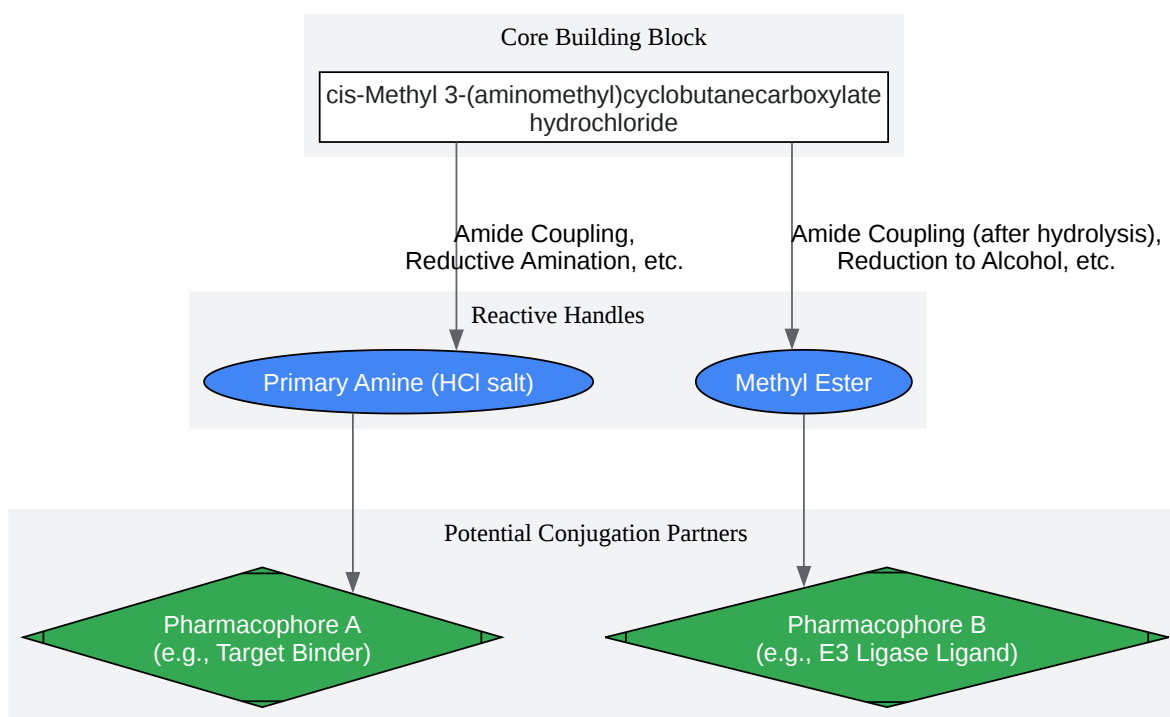 Core Building Block
cis-Methyl 3-(aminomethyl)cyclobutanecarboxylate
hydrochloride
Amide Coupling,
Reductive Amination, etc.
Amide Coupling (after hydrolysis),
Reduction to Alcohol, etc.
Reactive Handles
Primary Amine (HCl salt)
Methyl Ester
Potential Conjugation Partners
Pharmacophore A
(e.g., Target Binder)
Pharmacophore B
(e.g., E3 Ligase Ligand)